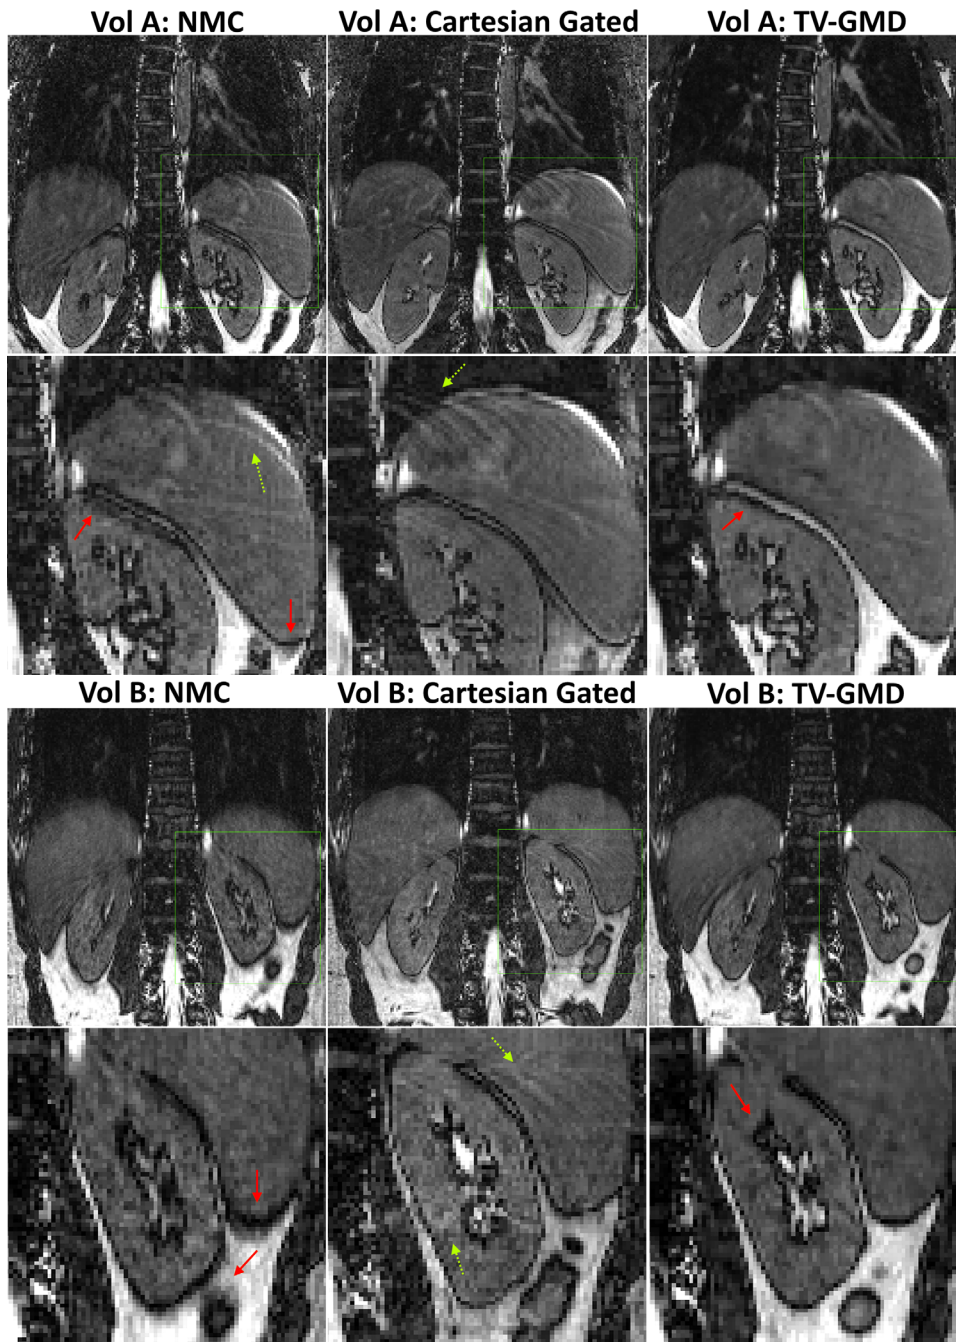 Vol A: NMC
Vol A: Cartesian Gated
Vol A: TV-GMD
Vol B: NMC
Vol B: Cartesian Gated
Vol B: TV-GMD